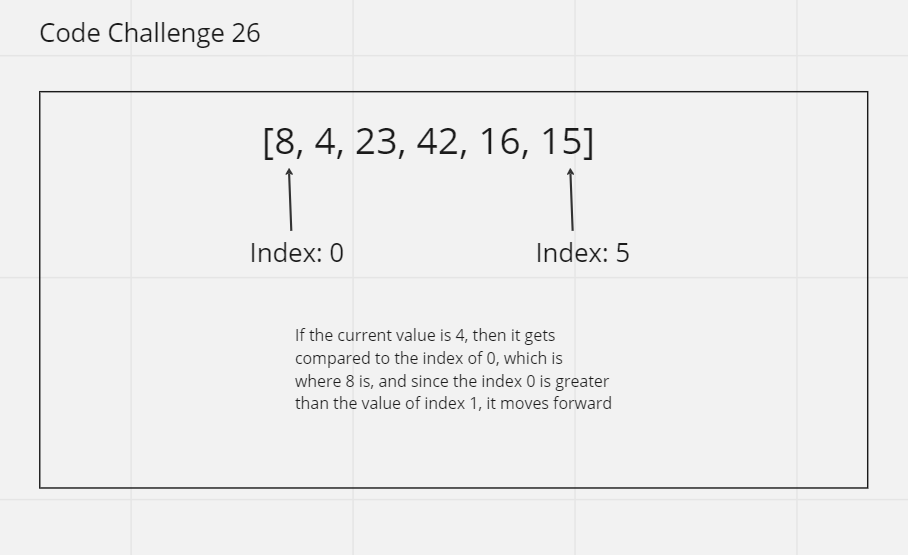 Code Challenge 26
[8, 4, 23, 42, 16, 15]
Index: 0
Index: 5
If the current value is 4, then it gets
compared to the index of 0, which is
where 8 is, and since the index 0 is greater
than the value of index 1, it moves forward